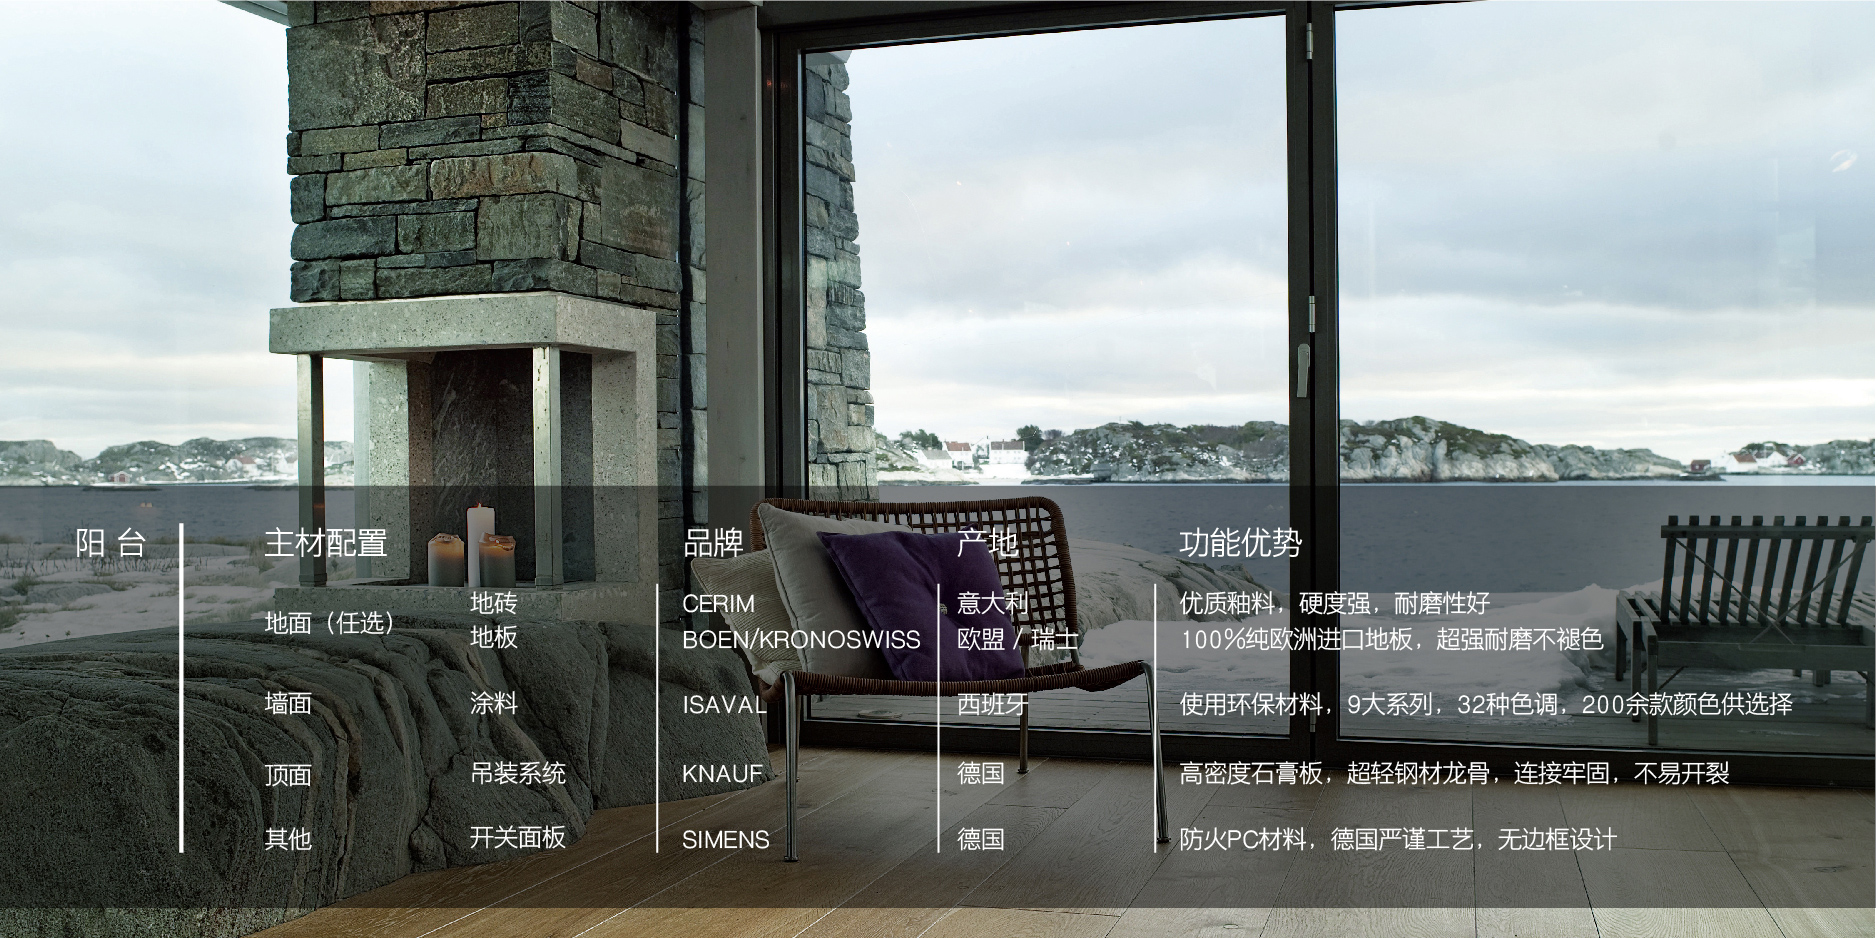 阳 台
主材配置 品牌 产地 功能优势
地面（任选） 地砖 CERIM 意大利 优质釉料，硬度强，耐磨性好
地板 BOEN/KRONOSWISS 欧盟 / 瑞士 100%纯欧洲进口地板，超强耐磨不褪色
墙面 涂料 ISAVAL 西班牙 使用环保材料，9大系列，32种色调，200余款颜色供选择
顶面 吊装系统 KNAUF 德国 高密度石膏板，超轻钢材龙骨，连接牢固，不易开裂
其他 开关面板 SIMENS 德国 防火PC材料，德国严谨工艺，无边框设计